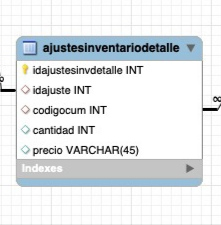 ajustesinventariodetalle
idajustesinvdetalle INT
idajuste INT
codigocum INT
cantidad INT
precio VARCHAR(45)
Indexes